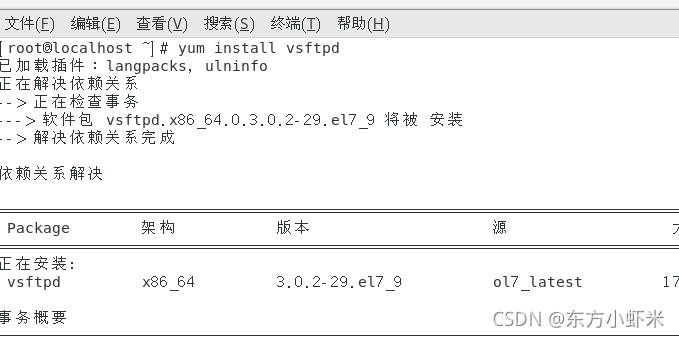 文件(F) 编辑(E) 查看(V) 搜索(S) 终端(T) 帮助(H)
[root@localhost ~]# yum install vsftpd
已加载插件：langpacks, ulninfo
正在解决依赖关系
--> 正在检查事务
---> 软件包 vsftpd.x86_64.0.3.0.2-29.el7_9 将被 安装
--> 解决依赖关系完成
依赖关系解决
Package 架构 版本 源
正在安装:
vsftpd x86_64 3.0.2-29.el7_9 ol7_latest 17
事务概要
CSDN @东方小虾米